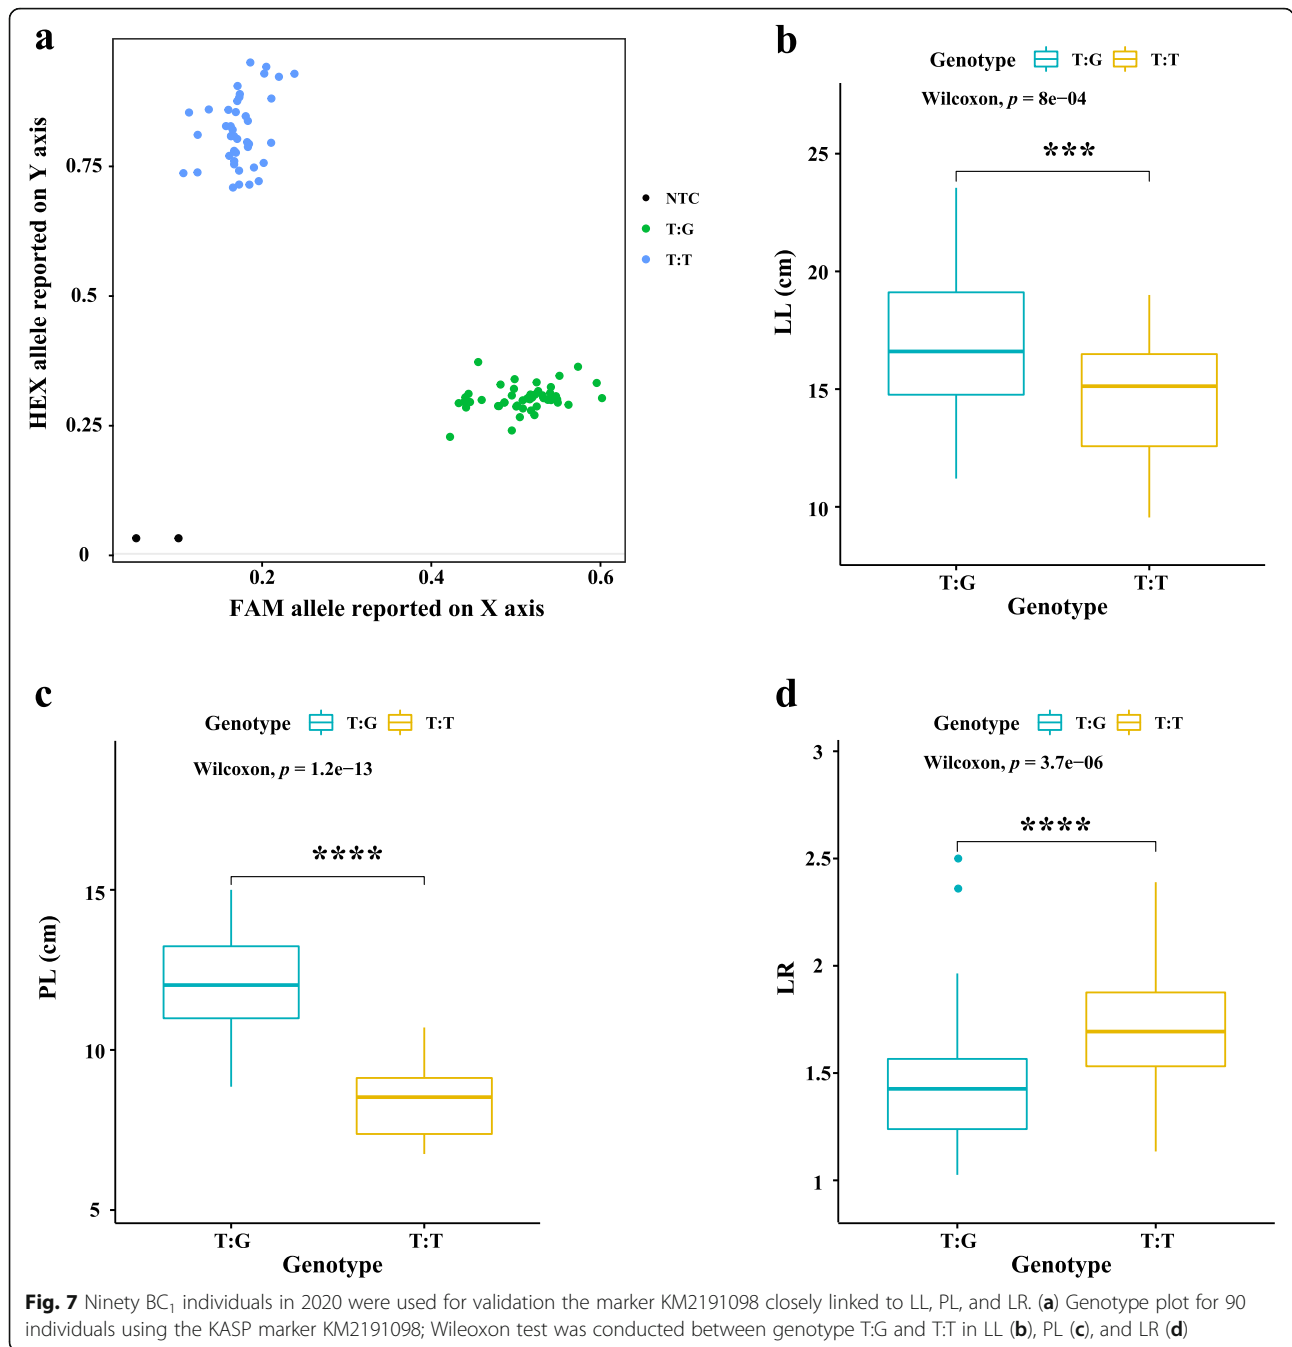 a
HEX allele reported on Y axis
0.75
0.5
0.25
0
0.2 0.4 0.6
FAM allele reported on X axis
NTC
T:G
T:T
b
Genotype T:G T:T
Wilcoxon, p = 8e−04
***
LL (cm)
25
20
15
10
T:G T:T
Genotype
c
Genotype T:G T:T
Wilcoxon, p = 1.2e−13
****
PL (cm)
15
10
5
T:G T:T
Genotype
d
Genotype T:G T:T
Wilcoxon, p = 3.7e−06
****
LR
3
2.5
2
1.5
1
T:G T:T
Genotype
Fig. 7 Ninety BC1 individuals in 2020 were used for validation the marker KM2191098 closely linked to LL, PL, and LR. (a) Genotype plot for 90
individuals using the KASP marker KM2191098; Wileoxon test was conducted between genotype T:G and T:T in LL (b), PL (c), and LR (d)